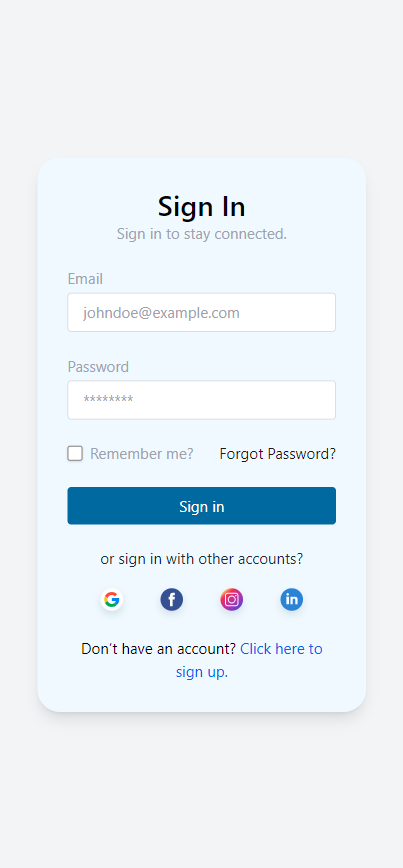 Sign In
Sign in to stay connected.
Email
johndoe@example.com
Password
********
Remember me? Forgot Password?
Sign in
or sign in with other accounts?
G f in
Don't have an account? Click here to
sign up.